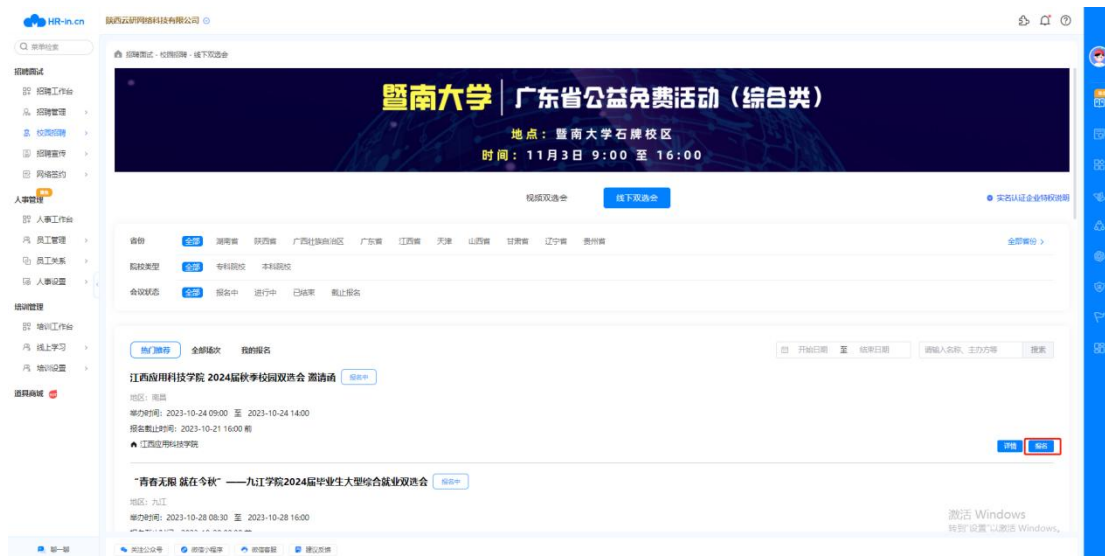 HR-in.cn
陕西云研网络科技有限公司
菜单检索
招聘面试 - 校园招聘 - 线下双选会
招聘面试
招聘工作台
招聘管理
校园招聘
招聘宣传
网络签约
人事管理
人事工作台
员工管理
员工关系
人事设置
培训管理
培训工作台
线上学习
培训设置
道具商城
聊一聊
暨南大学 广东省公益免费活动（综合类）
地点：暨南大学石牌校区
时间：11月3日 9:00 至 16:00
视频双选会 线下双选会 实名认证企业特权说明
省份 全部 湖南省 陕西省 广西壮族自治区 广东省 江西省 天津 山西省 甘肃省 辽宁省 贵州省 全部省份
院校类型 全部 专科院校 本科院校
会议状态 全部 报名中 进行中 已结束 截止报名
热门推荐 全部场次 我的报名 开始日期 至 结束日期 请输入名称、主办方等 搜索
江西应用科技学院 2024届秋季校园双选会 邀请函 报名中
地区：南昌
举办时间：2023-10-24 09:00 至 2023-10-24 14:00
报名截止时间：2023-10-21 16:00 前
江西应用科技学院 详情 报名
“青春无限 就在今秋” ——九江学院2024届毕业生大型综合就业双选会 报名中
地区：九江
举办时间：2023-10-28 08:30 至 2023-10-28 16:00
激活 Windows
转到"设置"以激活 Windows。
关注公众号 微信小程序 微信客服 建议反馈